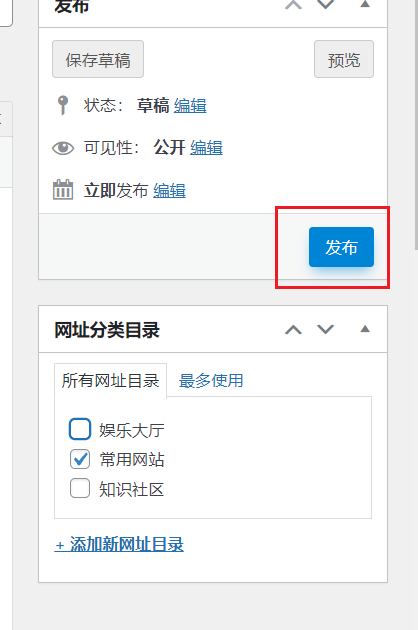 发布
保存草稿 预览
状态： 草稿 编辑
可见性： 公开 编辑
立即发布 编辑
发布
网址分类目录
所有网址目录 最多使用
娱乐大厅
常用网站
知识社区
+ 添加新网址目录